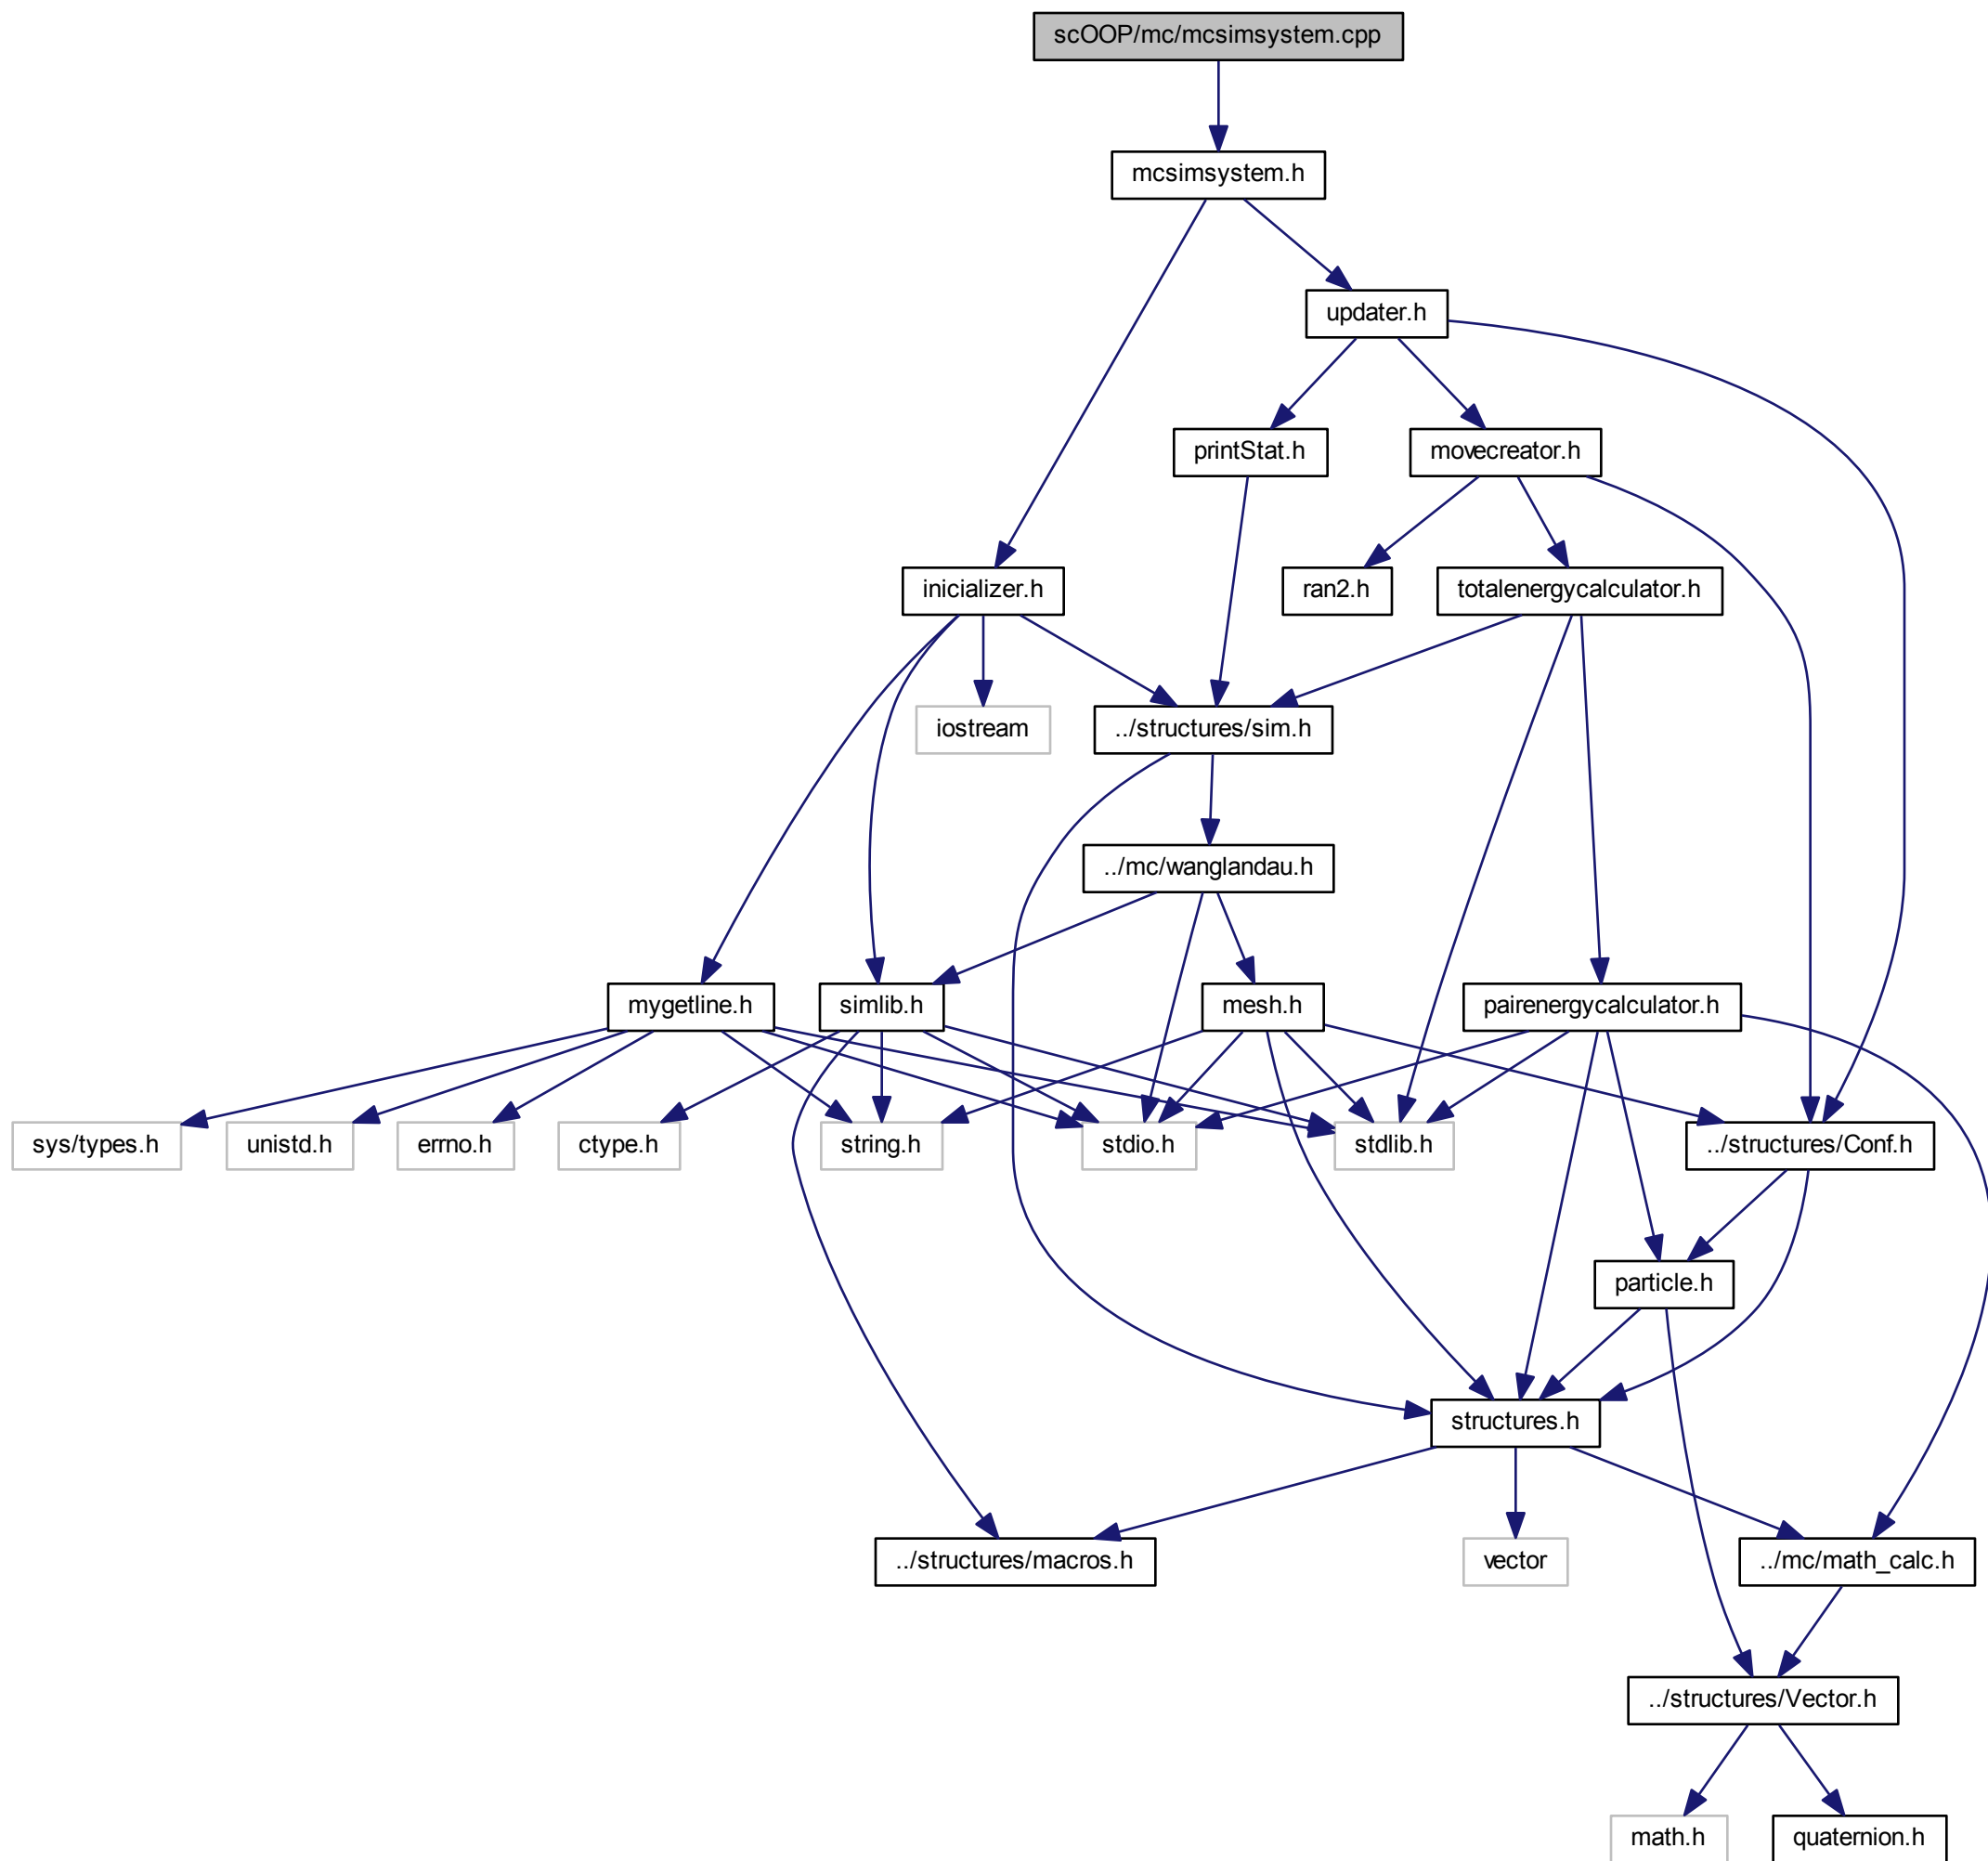 scOOP/mc/mcsimsystem.cpp
mcsimsystem.h
updater.h
printStat.h
movecreator.h
inicializer.h
ran2.h
totalenergycalculator.h
iostream
../structures/sim.h
../mc/wanglandau.h
mygetline.h
simlib.h
mesh.h
pairenergycalculator.h
sys/types.h
unistd.h
errno.h
ctype.h
string.h
stdio.h
stdlib.h
../structures/Conf.h
particle.h
structures.h
../structures/macros.h
vector
../mc/math_calc.h
../structures/Vector.h
math.h
quaternion.h